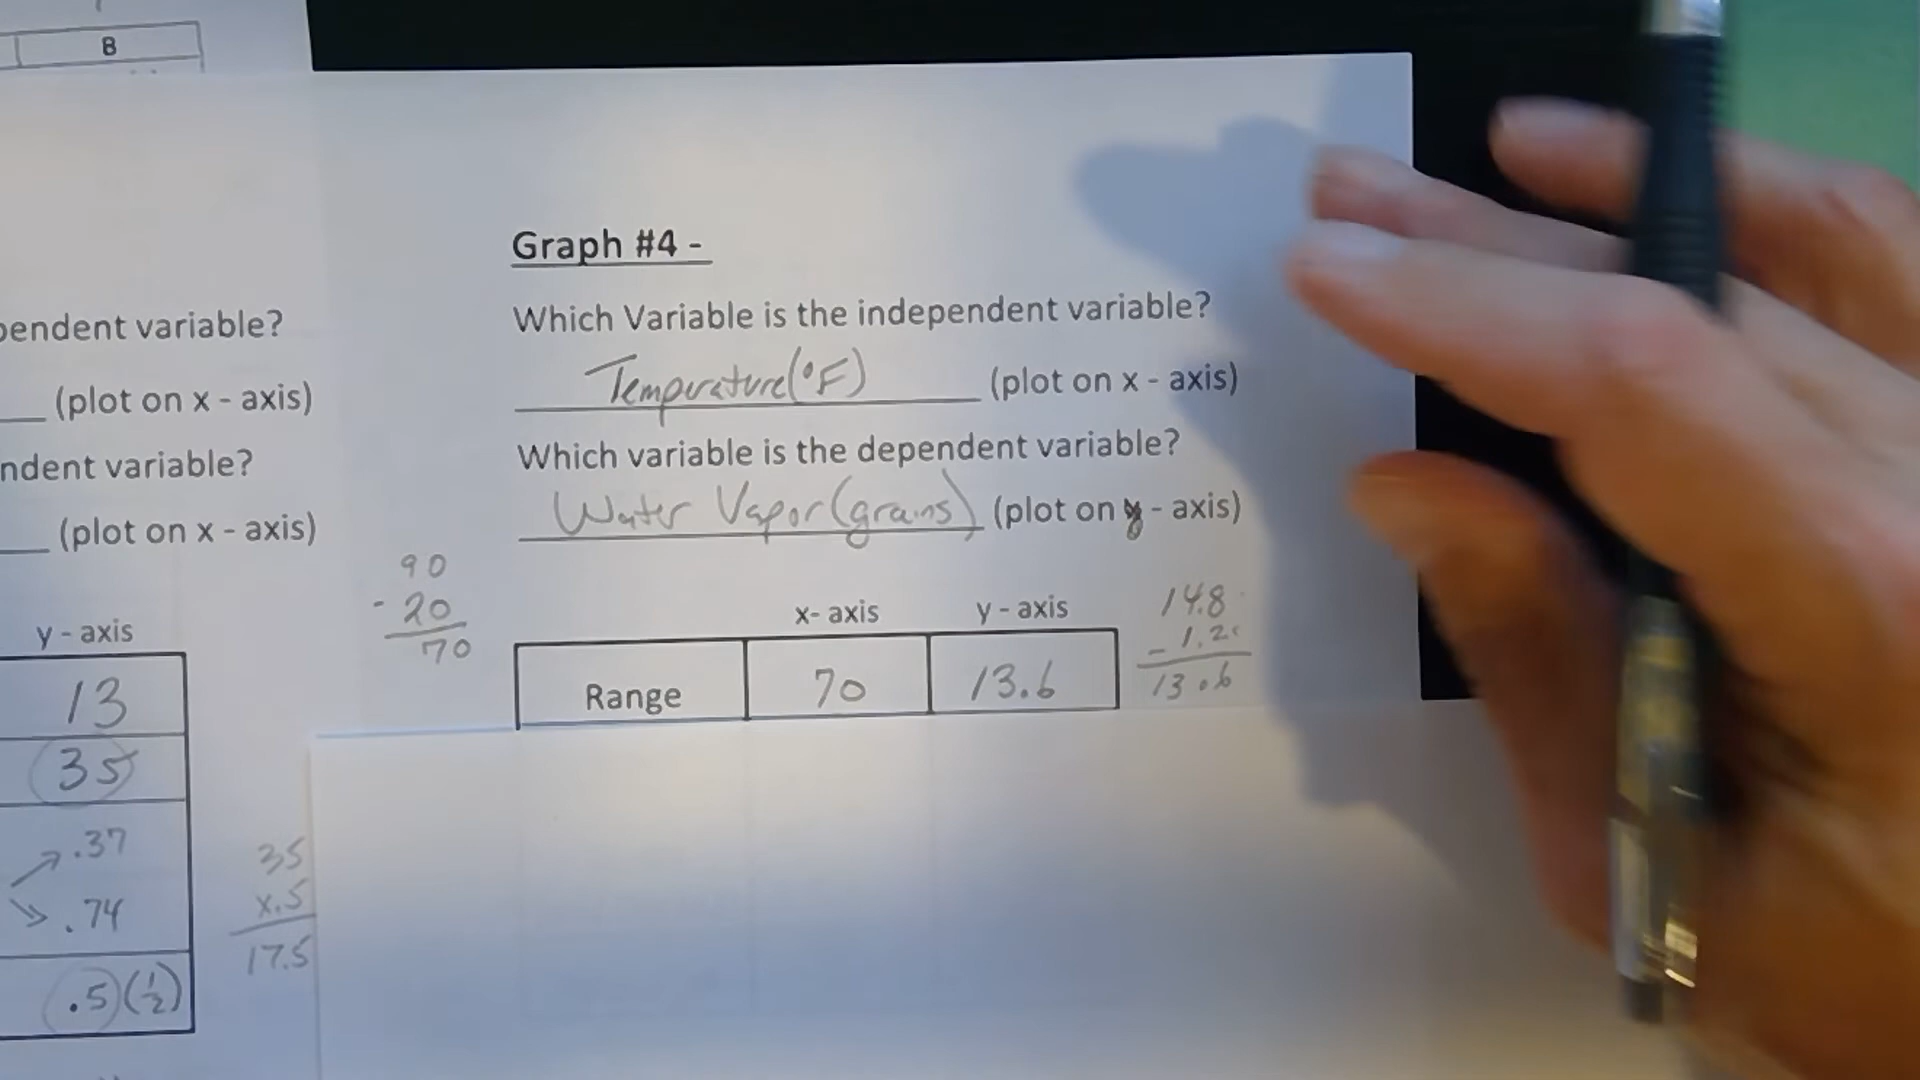 B
pendent variable?
(plot on x - axis)
ndent variable?
(plot on x - axis)
y - axis
13
35
.37
.74
.5 (1/2)
35
x.5
17.5
Graph #4 -
Which Variable is the independent variable?
Temperature (°F) (plot on x - axis)
Which variable is the dependent variable?
Water Vapor (grains) (plot on y - axis)
90
- 20
70
x- axis y - axis
Range 70 13.6
14.8
- 1.2
13.6